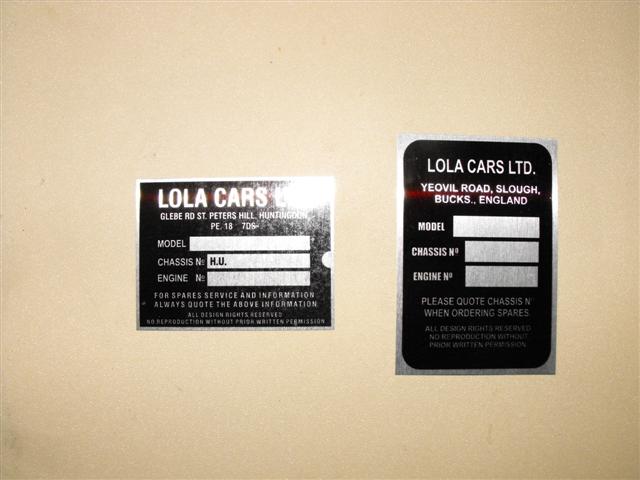 LOLA CARS
GLEBE RD ST. PETERS HILL, HUNTINGDON,
PE. 18 7DS
MODEL
CHASSIS No H.U.
ENGINE No
FOR SPARES SERVICE AND INFORMATION
ALWAYS QUOTE THE ABOVE INFORMATION
ALL DESIGN RIGHTS RESERVED
NO REPRODUCTION WITHOUT PRIOR WRITTEN PERMISSION
LOLA CARS LTD.
YEOVIL ROAD, SLOUGH,
BUCKS., ENGLAND
MODEL
CHASSIS No
ENGINE No
PLEASE QUOTE CHASSIS No
WHEN ORDERING SPARES
ALL DESIGN RIGHTS RESERVED
NO REPRODUCTION WITHOUT
PRIOR WRITTEN PERMISSION